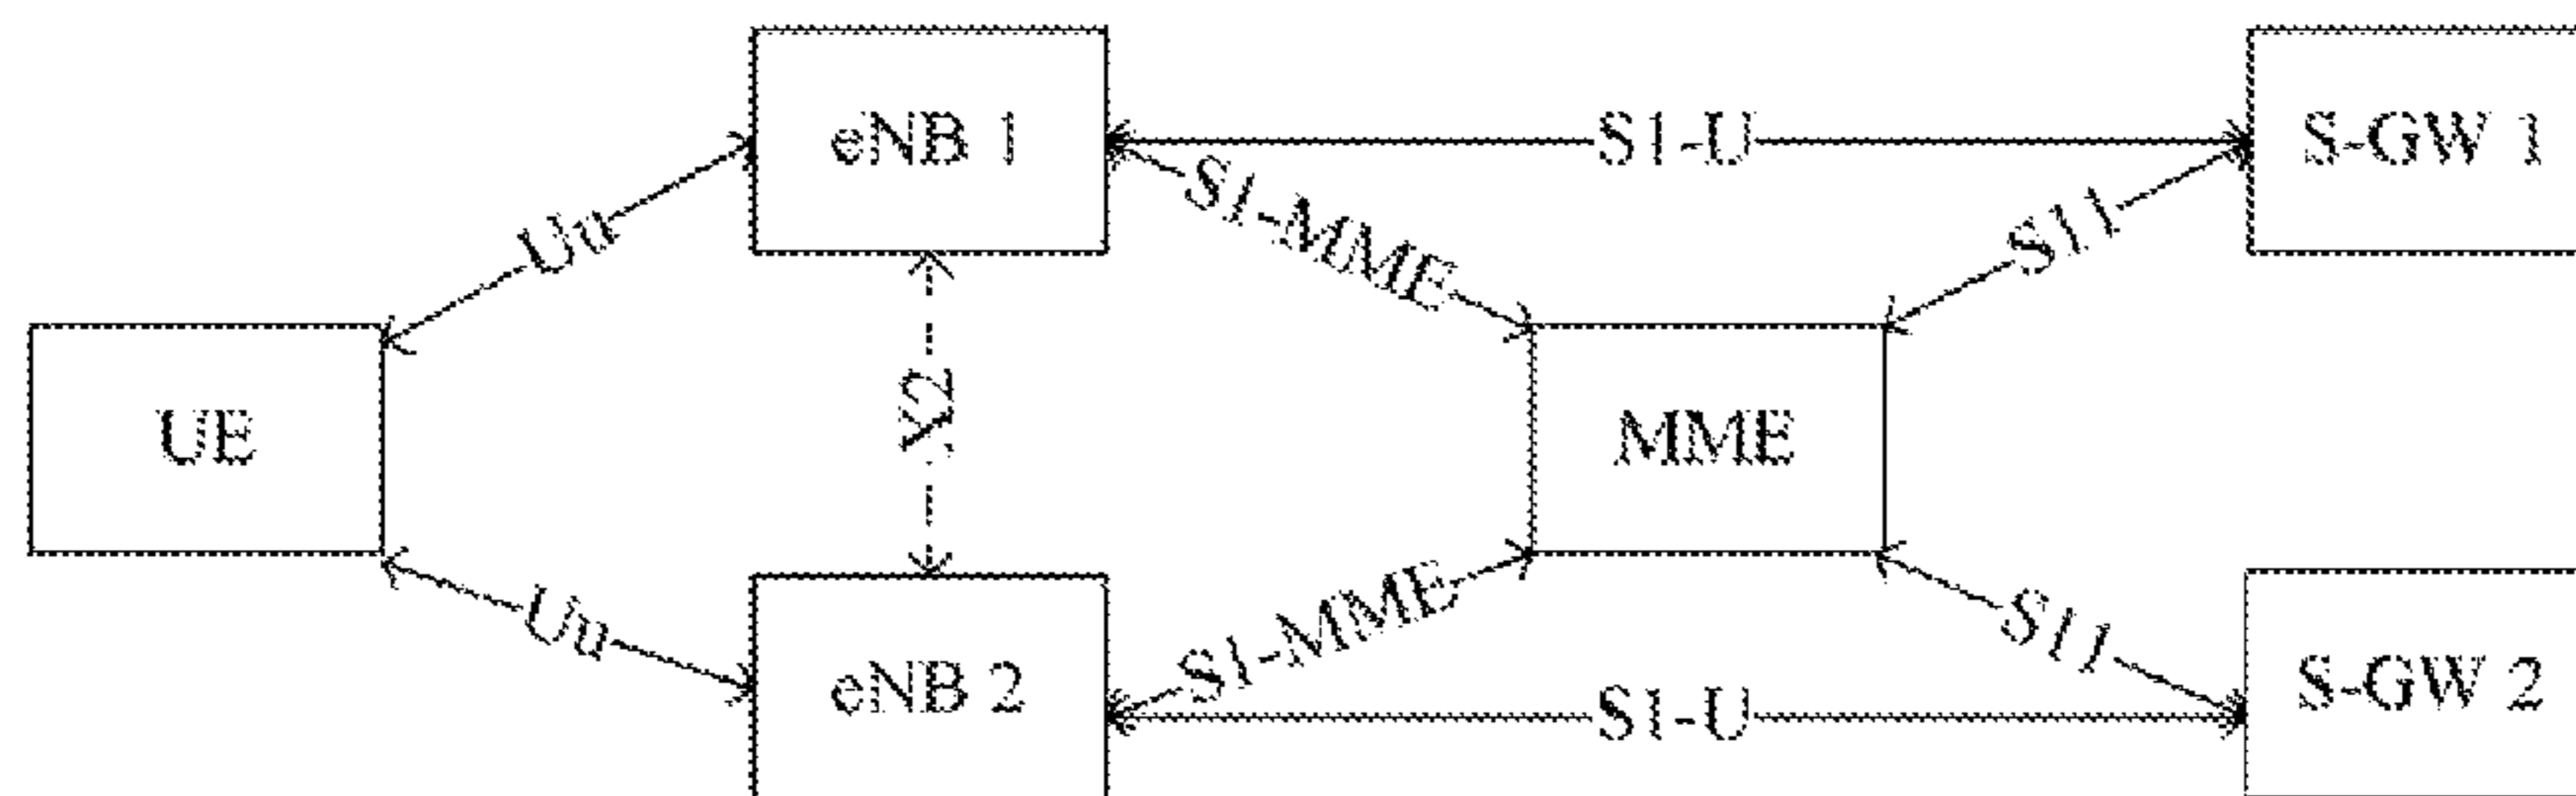 eNB 1
S1-U
S-GW 1
Uu
S1-MME
S11
UE
X2
MME
Uu
S1-MME
S11
eNB 2
S1-U
S-GW 2